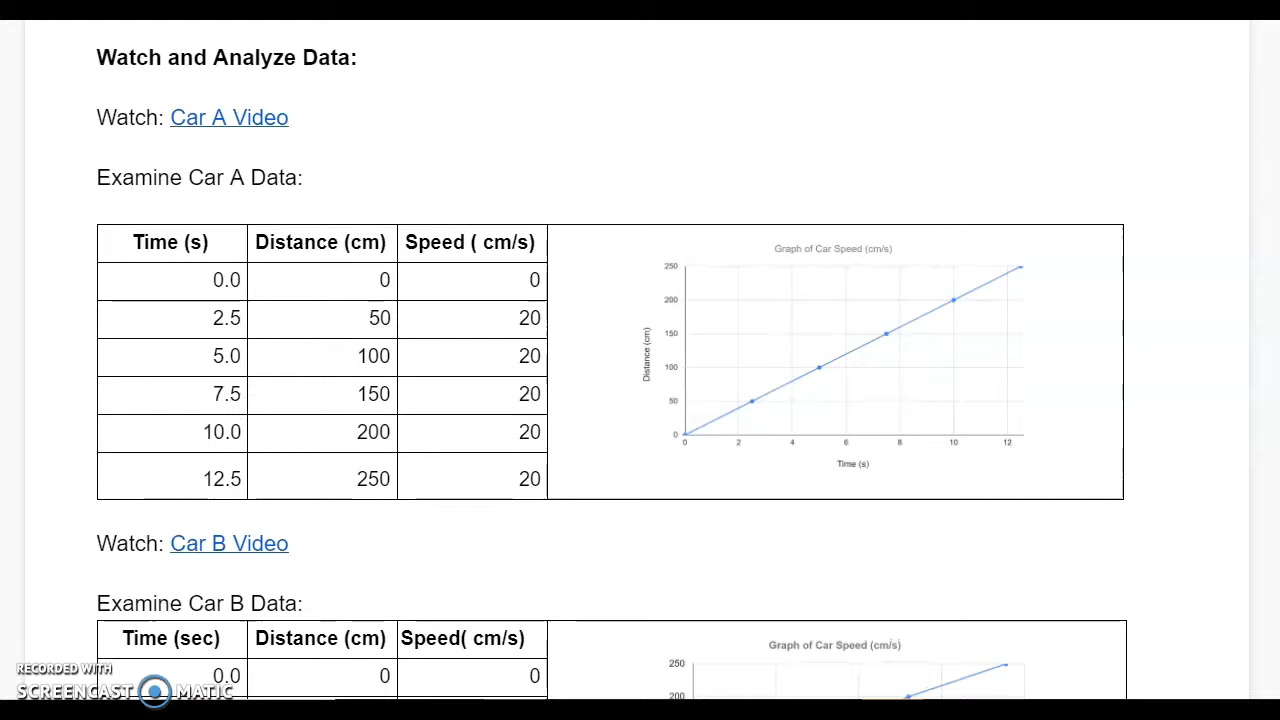 Watch and Analyze Data:
Watch: Car A Video
Examine Car A Data:
Time (s) Distance (cm) Speed ( cm/s)
0.0 0 0
2.5 50 20
5.0 100 20
7.5 150 20
10.0 200 20
12.5 250 20
Graph of Car Speed (cm/s)
250
200
150
100
50
0
Distance (cm)
0 2 4 6 8 10 12
Time (s)
Watch: Car B Video
Examine Car B Data:
Time (sec) Distance (cm) Speed( cm/s)
0.0 0 0
Graph of Car Speed (cm/s)
250
200
RECORDED WITH
SCREENCAST MATIC